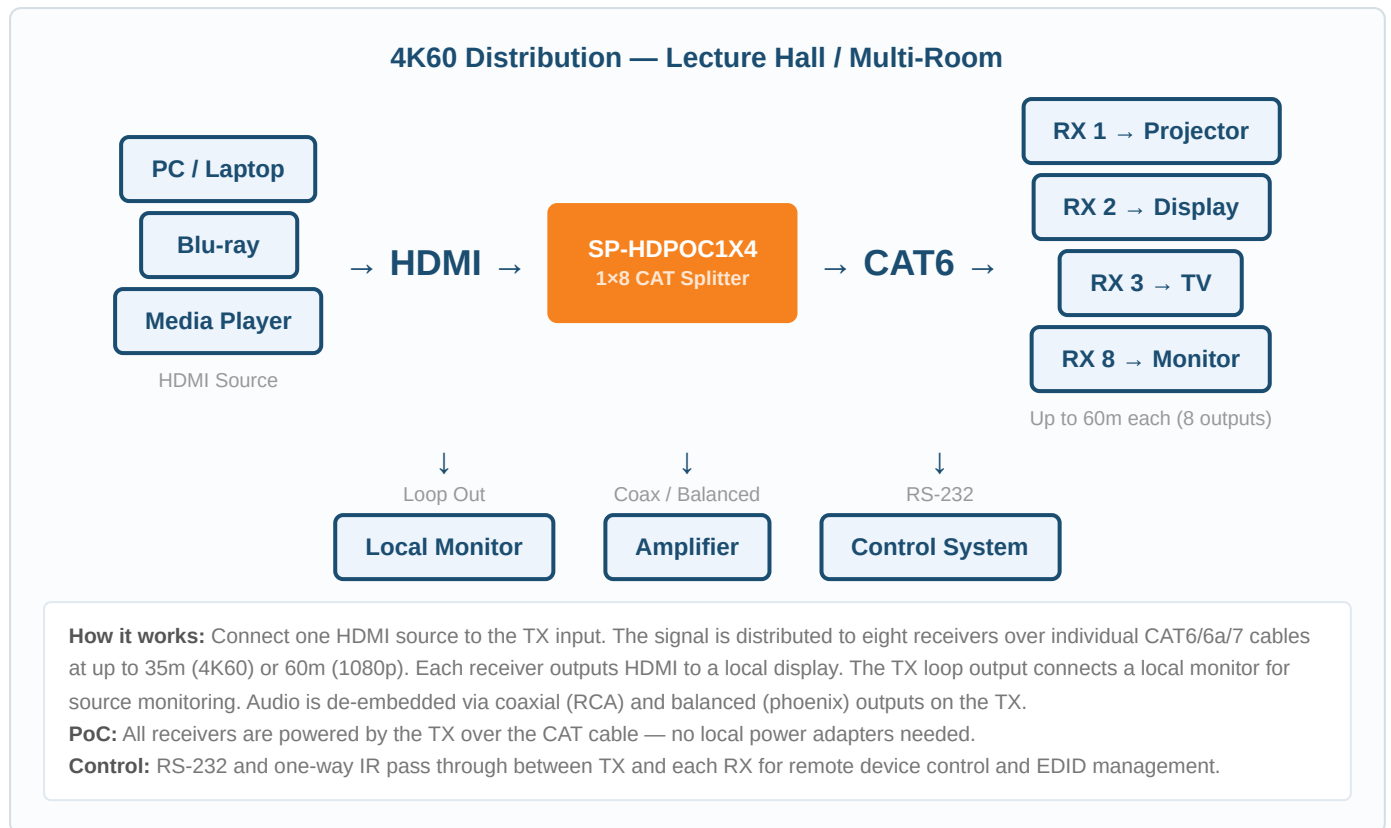 4K60 Distribution — Lecture Hall / Multi-Room
PC / Laptop
Blu-ray
Media Player
HDMI Source
→ HDMI →
SP-HDPOC1X4
1×8 CAT Splitter
→ CAT6 →
RX 1 → Projector
RX 2 → Display
RX 3 → TV
RX 8 → Monitor
Up to 60m each (8 outputs)
↓
Loop Out
Local Monitor
↓
Coax / Balanced
Amplifier
↓
RS-232
Control System
How it works: Connect one HDMI source to the TX input. The signal is distributed to eight receivers over individual CAT6/6a/7 cables
at up to 35m (4K60) or 60m (1080p). Each receiver outputs HDMI to a local display. The TX loop output connects a local monitor for
source monitoring. Audio is de-embedded via coaxial (RCA) and balanced (phoenix) outputs on the TX.
PoC: All receivers are powered by the TX over the CAT cable — no local power adapters needed.
Control: RS-232 and one-way IR pass through between TX and each RX for remote device control and EDID management.